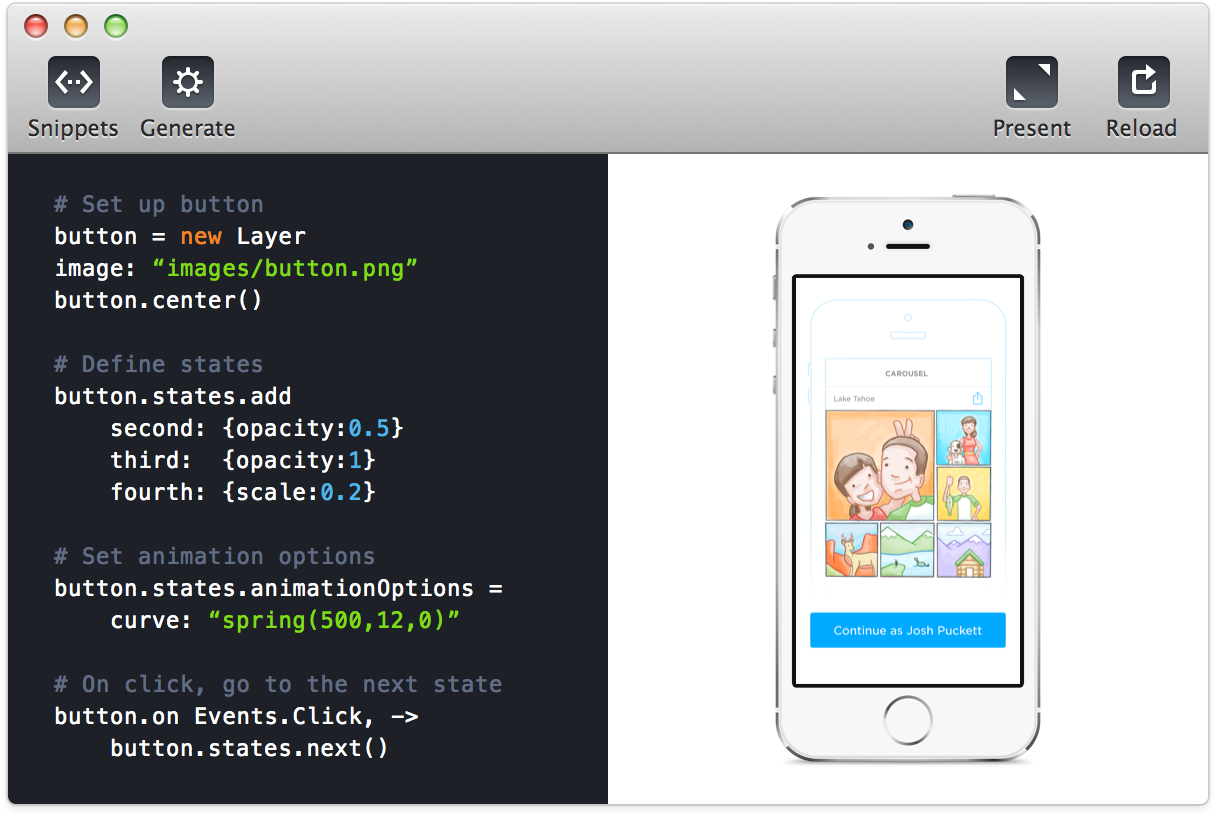 Snippets
Generate
Present
Reload
# Set up button
button = new Layer
image: “images/button.png”
button.center()
# Define states
button.states.add
second: {opacity:0.5}
third:  {opacity:1}
fourth: {scale:0.2}
# Set animation options
button.states.animationOptions =
curve: “spring(500,12,0)”
# On click, go to the next state
button.on Events.Click, ->
button.states.next()
CAROUSEL
Lake Tahoe
Continue as Josh Puckett